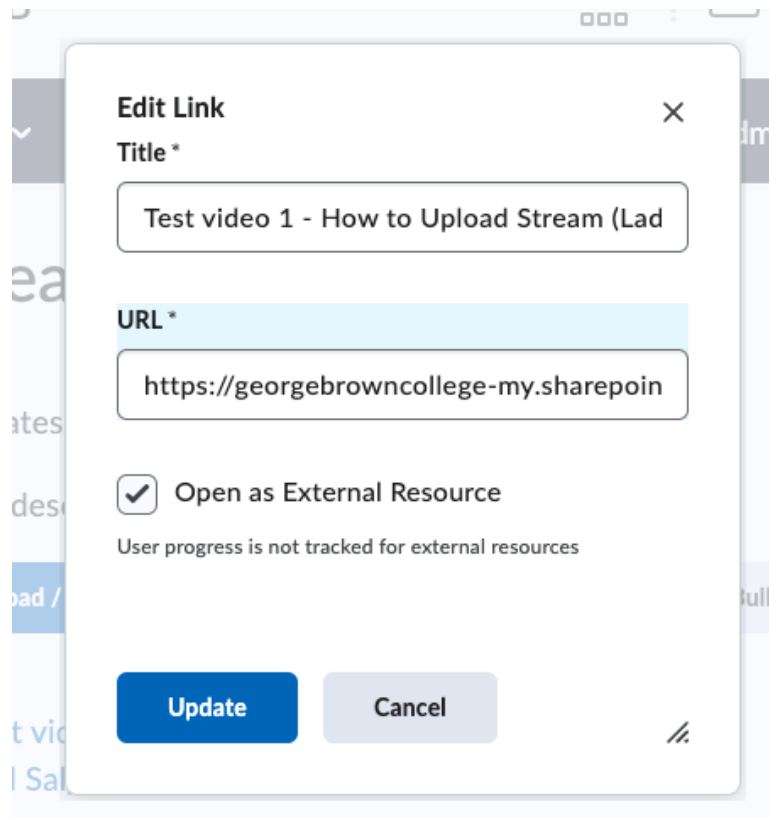 Edit Link
Title *
Test video 1 - How to Upload Stream (Lad
URL *
https://georgebrowncollege-my.sharepoin
Open as External Resource
User progress is not tracked for external resources
Update
Cancel